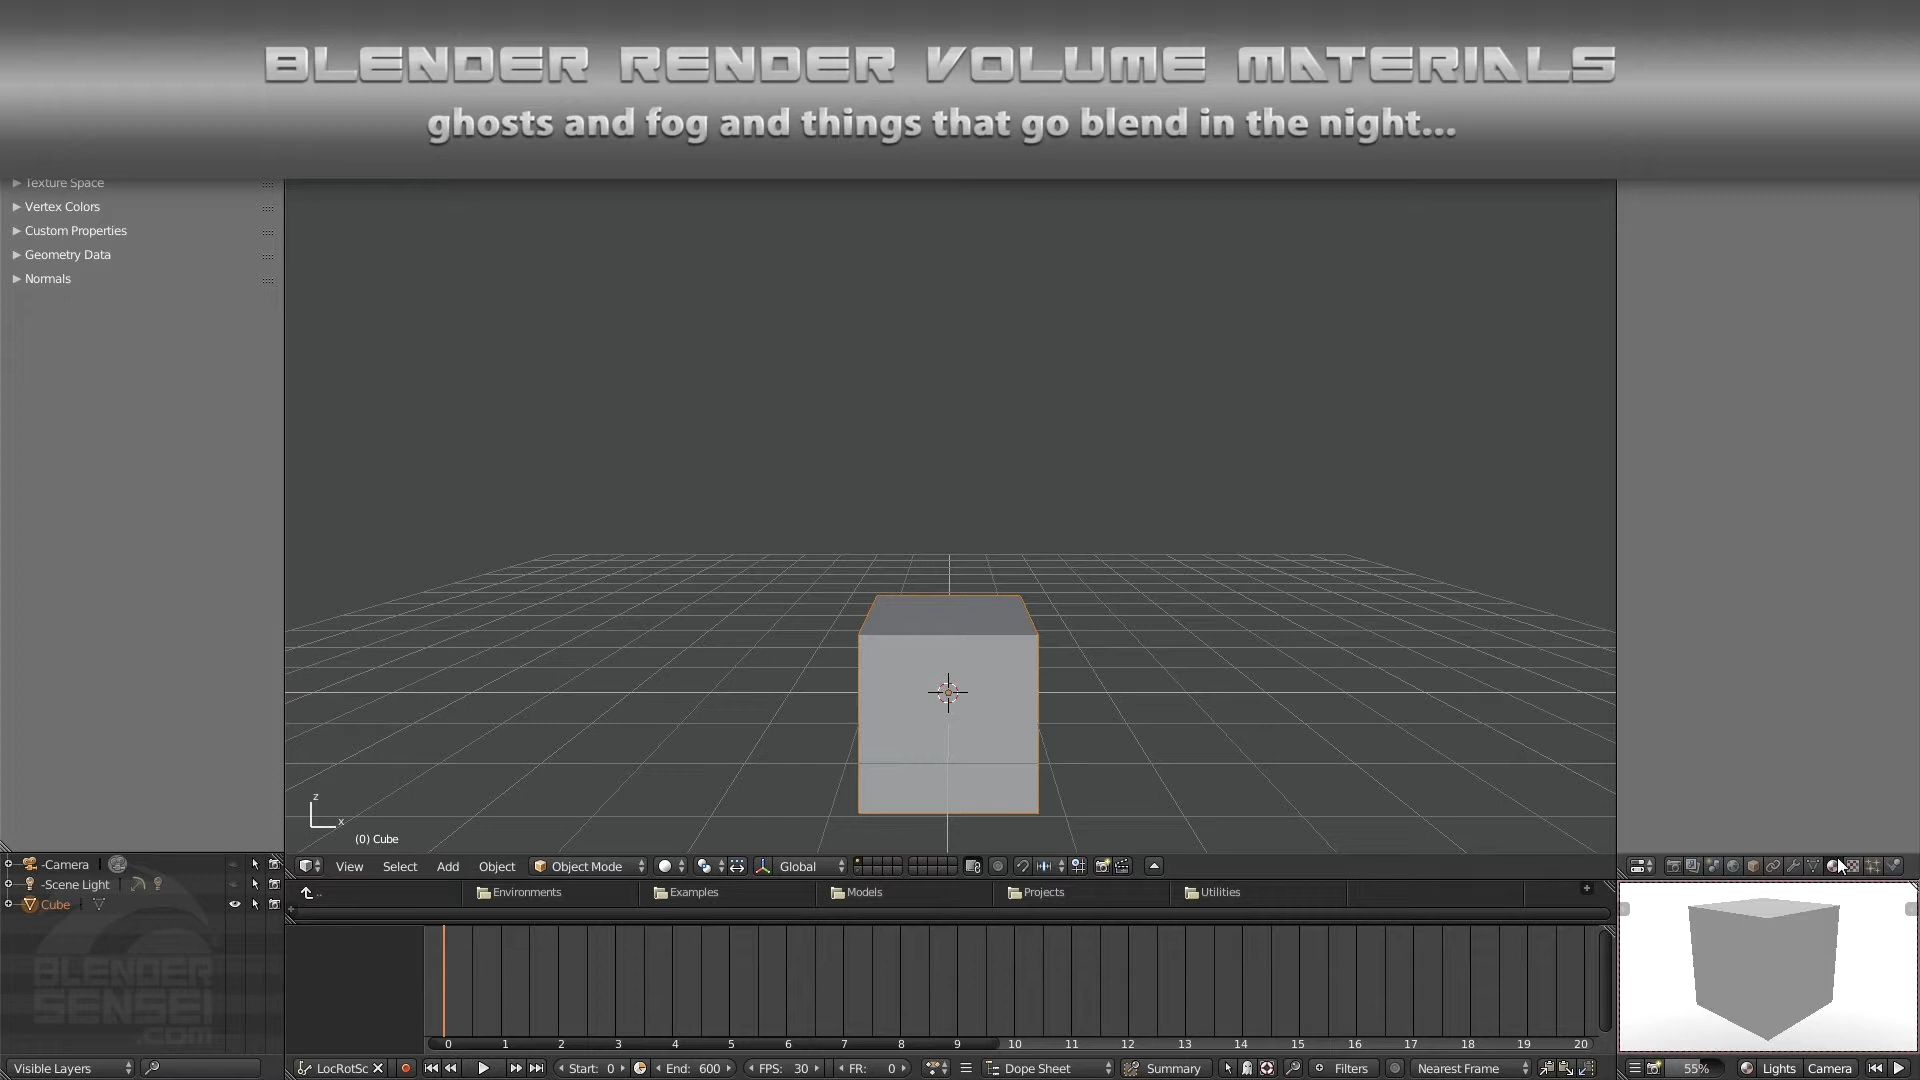 BLENDER RENDER VOLUME MATERIALS
ghosts and fog and things that go blend in the night...
Texture Space
Vertex Colors
Custom Properties
Geometry Data
Normals
z
x
(0) Cube
-Camera
-Scene Light
Cube
View Select Add Object Object Mode Global
.. Environments Examples Models Projects Utilities
BLENDER
SENSEI
.com
0 1 2 3 4 5 6 7 8 9 10 11 12 13 14 15 16 17 18 19 20
Visible Layers LocRotSc Start: 0 End: 600 FPS: 30 FR: 0 Dope Sheet Summary Filters Nearest Frame 55% Lights Camera